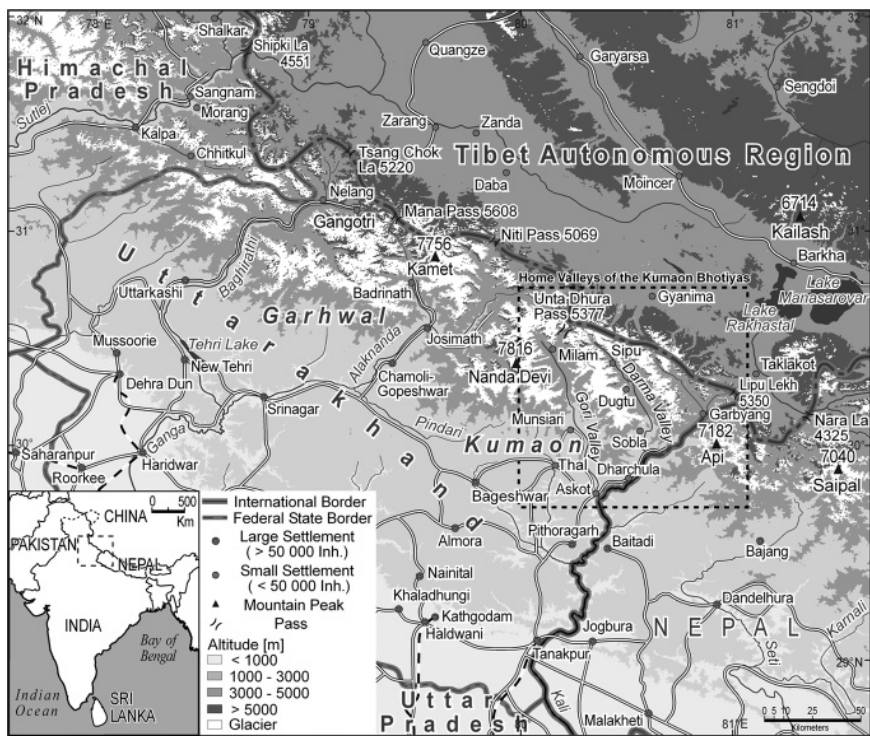 32°N
78°E
79
80
81
32°N
Shalkar
Shipki La
4551
Quangze
Garyarsa
Himachal
Pradesh
Sangnam
Morang
Sengdoi
Sutlej
Kalpa
Zarang
Zanda
Chhitkul
Tsang Chok
La 5220
Tibet Autonomous Region
Daba
Moincer
Nelang
Gangotri
Mana Pass 5608
6714
Kailash
31
31°
Niti Pass 5069
7756
Kamet
Barkha
Uttarakhand
Baghirathi
Home Valleys of the Kumaon Bhotiyas
Uttarkashi
Badrinath
Unta Dhura
Pass 5377
Gyanima
Lake
Manasarovar
Lake
Rakhastal
Garhwal
Mussoorie
Tehri Lake
Alaknanda
Josimath
7816
Nanda Devi
Milam
Sipu
Taklakot
New Tehri
Dehra Dun
Chamoli-
Gopeshwar
Dugtu
Darma Valley
Lipu Lekh
5350
Srinagar
Garbyang
Nara La
4325
Pindari
Munsiari
Gori Valley
Sobla
7182
Api
30
30°
Ganga
Kumaon
7040
Saipal
Saharanpur
Roorkee
Haridwar
Thal
Dharchula
Bageshwar
Askot
500
Km
CHINA
PAKISTAN
NEPAL
INDIA
Bay of
Bengal
Indian
Ocean
SRI
LANKA
International Border
Federal State Border
Large Settlement
(> 50 000 Inh.)
Small Settlement
(< 50 000 Inh.)
Mountain Peak
Pass
Altitude [m]
< 1000
1000 - 3000
3000 - 5000
> 5000
Glacier
Almora
Pithoragarh
Baitadi
Bajang
Nainital
Khaladhungi
Kathgodam
Haldwani
Dandelhura
Jogbura
NEPAL
Karnali
Seti
Tanakpur
29°N
Uttar
Pradesh
Kali
Malakheti
81°E
0 5 10 20 30 40 50
Kilometers